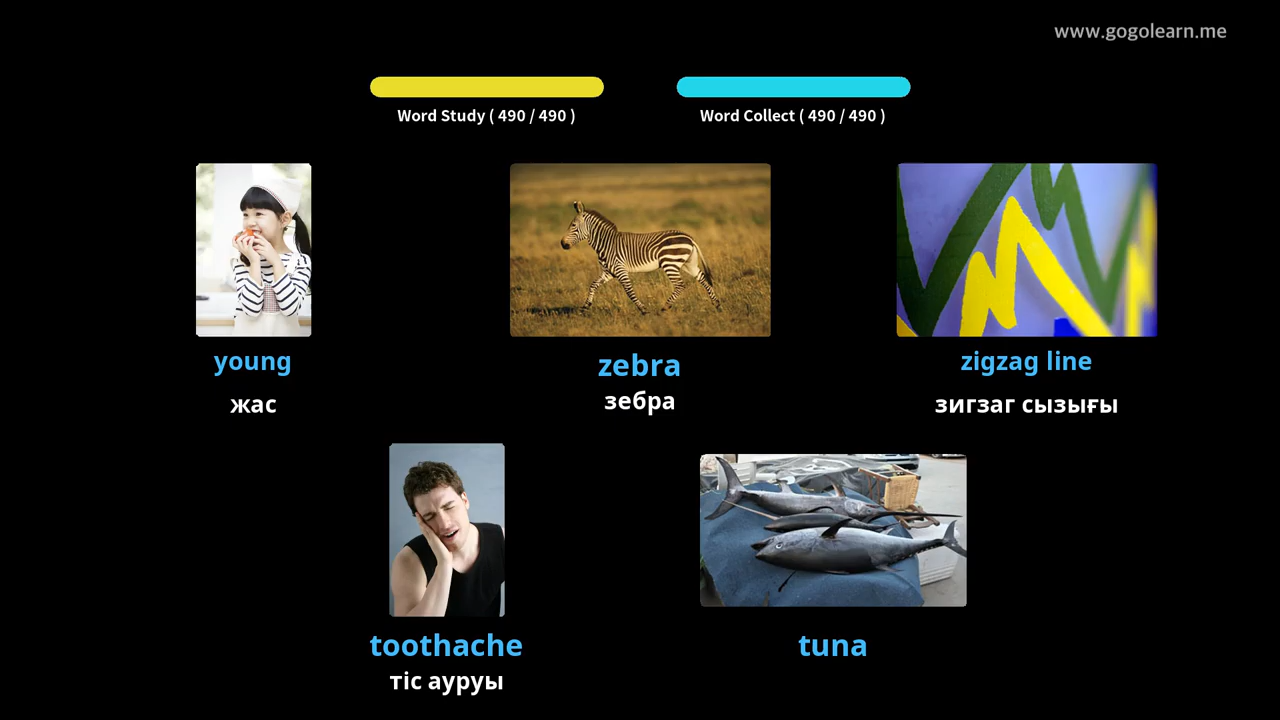 www.gogolearn.me
Word Study ( 490 / 490 )
Word Collect ( 490 / 490 )
young
zebra
zigzag line
жас
зебра
зигзаг сызығы
toothache
tuna
тіс ауруы